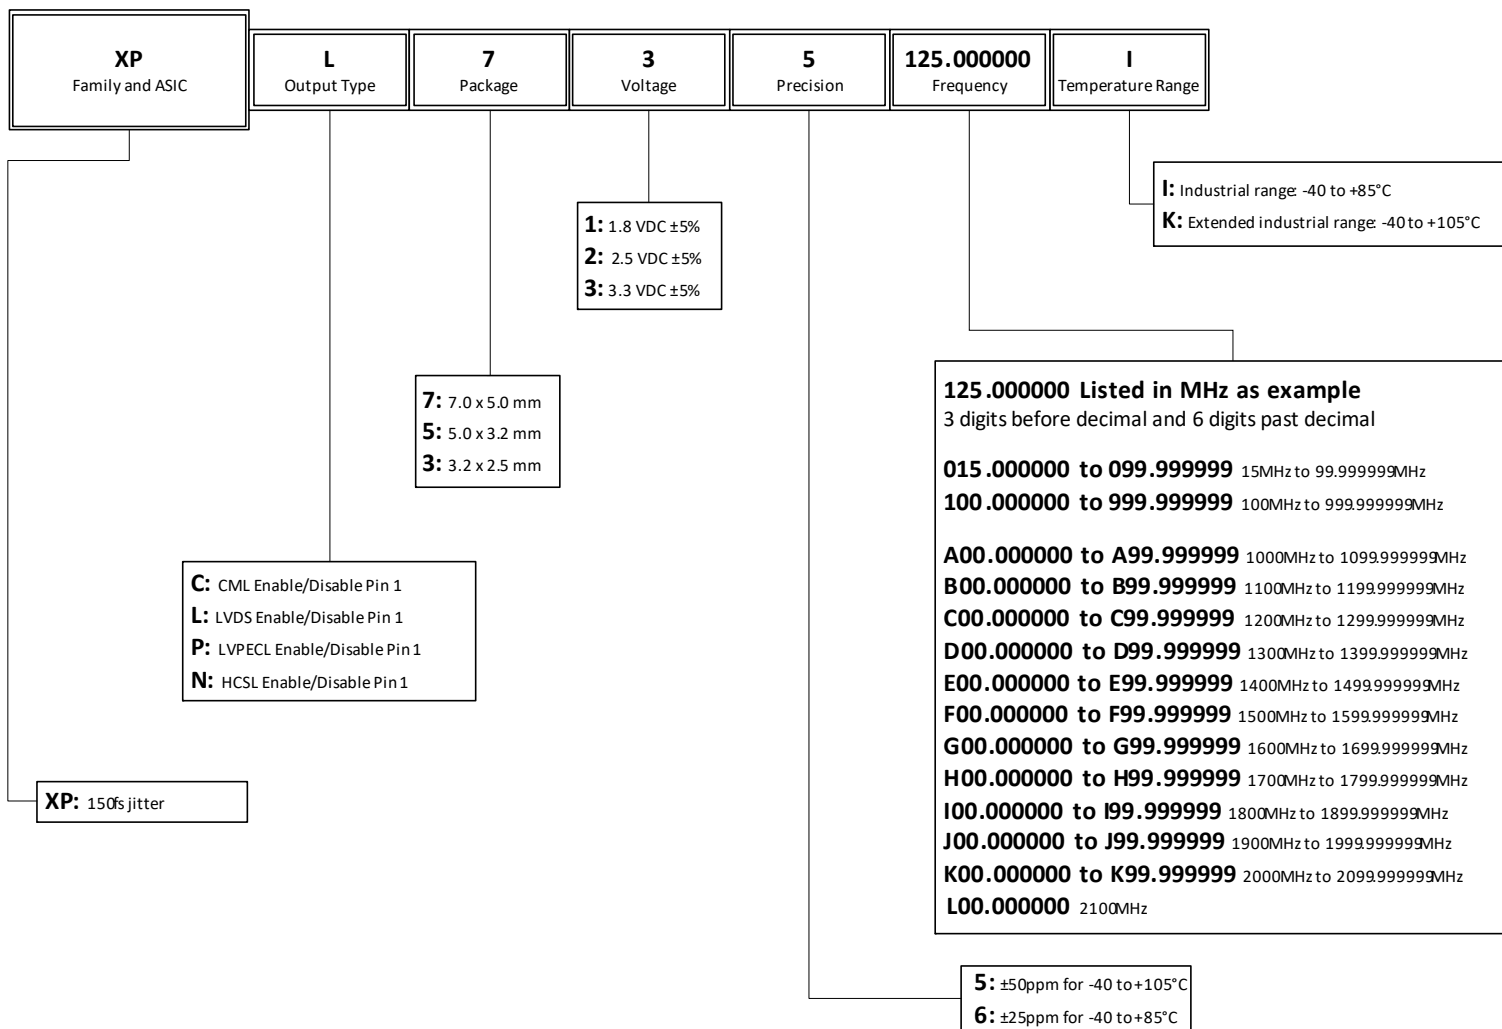 XP
Family and ASIC
L
Output Type
7
Package
3
Voltage
5
Precision
125.000000
Frequency
I
Temperature Range
I: Industrial range: -40 to +85°C
K: Extended industrial range: -40 to +105°C
1: 1.8 VDC ±5%
2: 2.5 VDC ±5%
3: 3.3 VDC ±5%
7: 7.0 x 5.0 mm
5: 5.0 x 3.2 mm
3: 3.2 x 2.5 mm
125.000000 Listed in MHz as example
3 digits before decimal and 6 digits past decimal
015.000000 to 099.999999 15MHz to 99.999999MHz
100.000000 to 999.999999 100MHz to 999.999999MHz
A00.000000 to A99.999999 1000MHz to 1099.999999MHz
B00.000000 to B99.999999 1100MHz to 1199.999999MHz
C00.000000 to C99.999999 1200MHz to 1299.999999MHz
D00.000000 to D99.999999 1300MHz to 1399.999999MHz
E00.000000 to E99.999999 1400MHz to 1499.999999MHz
F00.000000 to F99.999999 1500MHz to 1599.999999MHz
G00.000000 to G99.999999 1600MHz to 1699.999999MHz
H00.000000 to H99.999999 1700MHz to 1799.999999MHz
I00.000000 to I99.999999 1800MHz to 1899.999999MHz
J00.000000 to J99.999999 1900MHz to 1999.999999MHz
K00.000000 to K99.999999 2000MHz to 2099.999999MHz
L00.000000 2100MHz
C: CML Enable/Disable Pin 1
L: LVDS Enable/Disable Pin 1
P: LVPECL Enable/Disable Pin 1
N: HCSL Enable/Disable Pin 1
XP: 150fs jitter
5: ±50ppm for -40 to +105°C
6: ±25ppm for -40 to +85°C